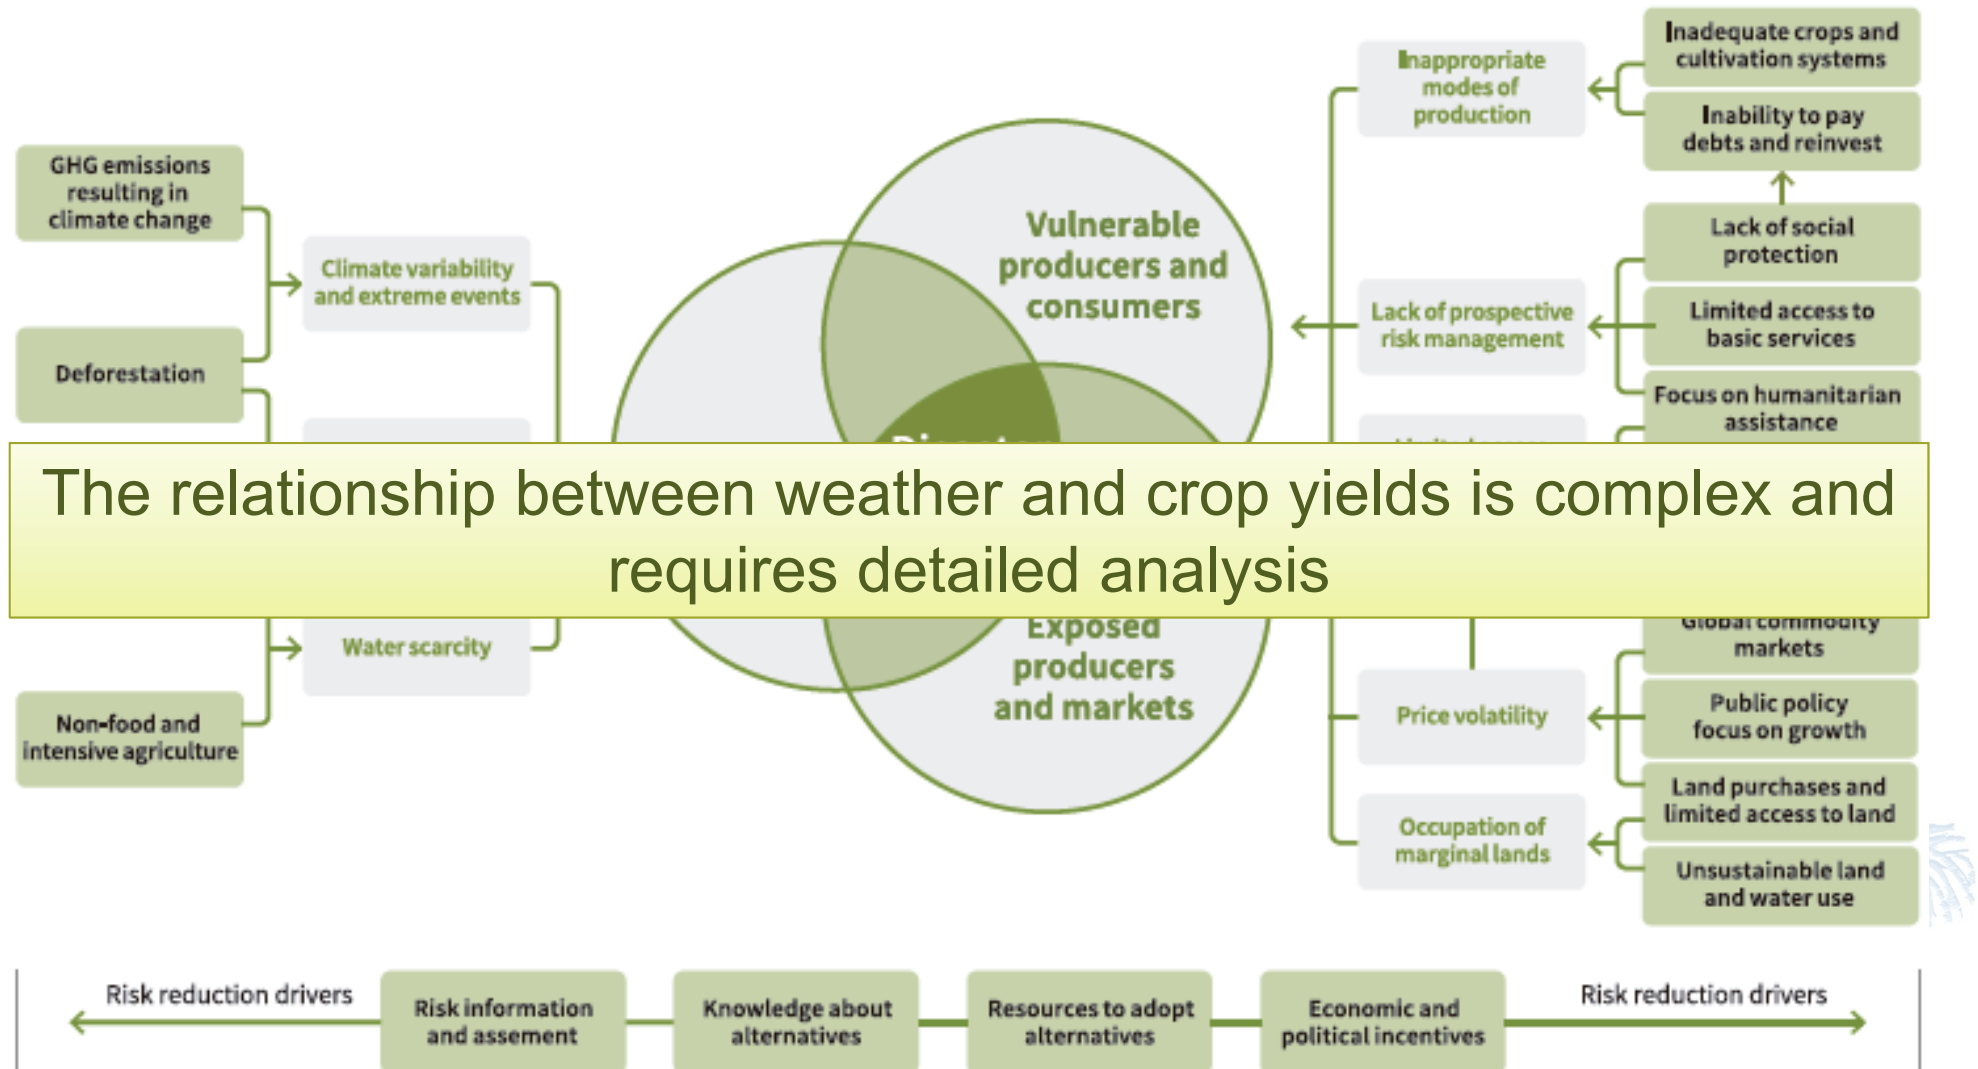 GHG emissions
resulting in
climate change
Deforestation
Non-food and
intensive agriculture
Climate variability
and extreme events
Water scarcity
Vulnerable
producers and
consumers
Exposed
producers
and markets
The relationship between weather and crop yields is complex and
requires detailed analysis
Inappropriate
modes of
production
Lack of prospective
risk management
Price volatility
Occupation of
marginal lands
Inadequate crops and
cultivation systems
Inability to pay
debts and reinvest
Lack of social
protection
Limited access to
basic services
Focus on humanitarian
assistance
Global commodity
markets
Public policy
focus on growth
Land purchases and
limited access to land
Unsustainable land
and water use
Risk reduction drivers
Risk information
and assement
Knowledge about
alternatives
Resources to adopt
alternatives
Economic and
political incentives
Risk reduction drivers